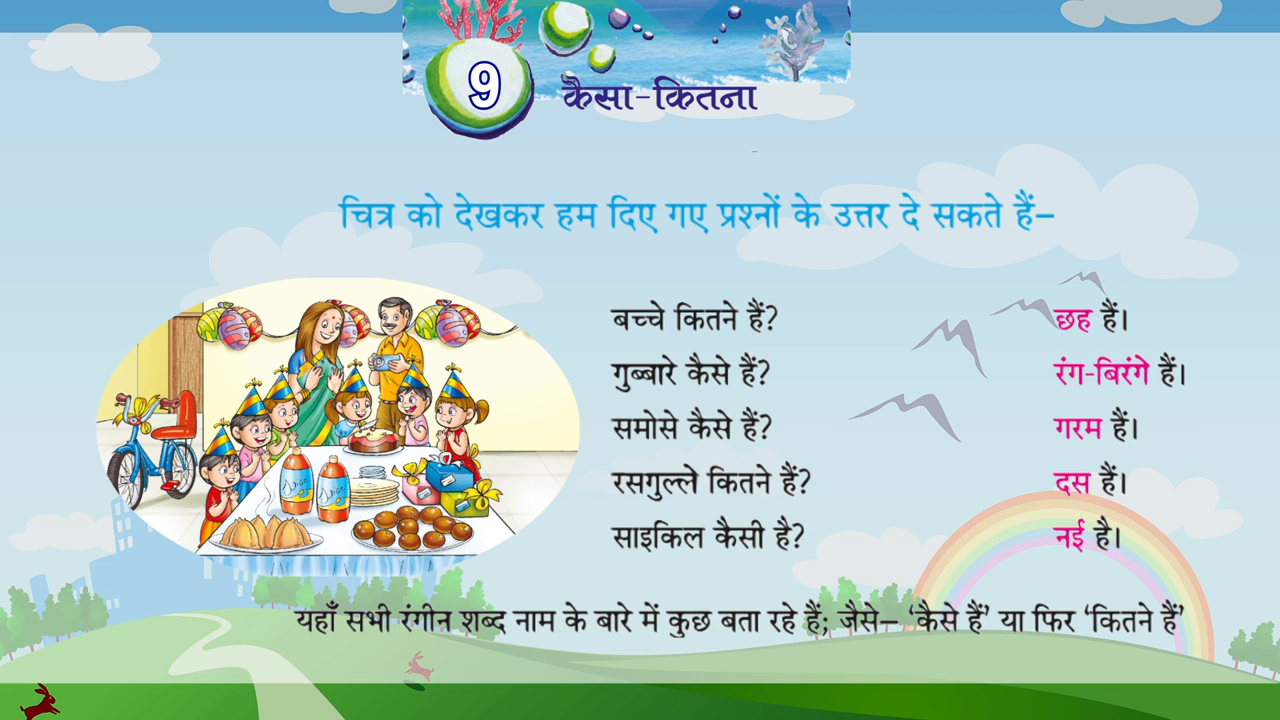 9
कैसा-कितना
चित्र को देखकर हम दिए गए प्रश्नों के उत्तर दे सकते हैं–
बच्चे कितने हैं? छह हैं।
गुब्बारे कैसे हैं? रंग-बिरंगे हैं।
समोसे कैसे हैं? गरम हैं।
रसगुल्ले कितने हैं? दस हैं।
साइकिल कैसी है? नई है।
यहाँ सभी रंगीन शब्द नाम के बारे में कुछ बता रहे हैं; जैसे– ‘कैसे हैं’ या फिर ‘कितने हैं’